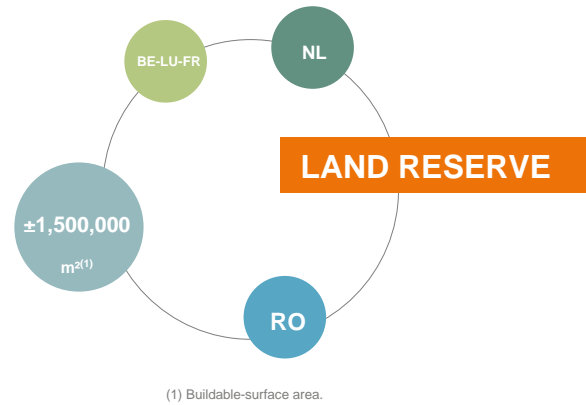 BE-LU-FR
NL
LAND RESERVE
±1,500,000
m²⁽¹⁾
RO
(1) Buildable-surface area.